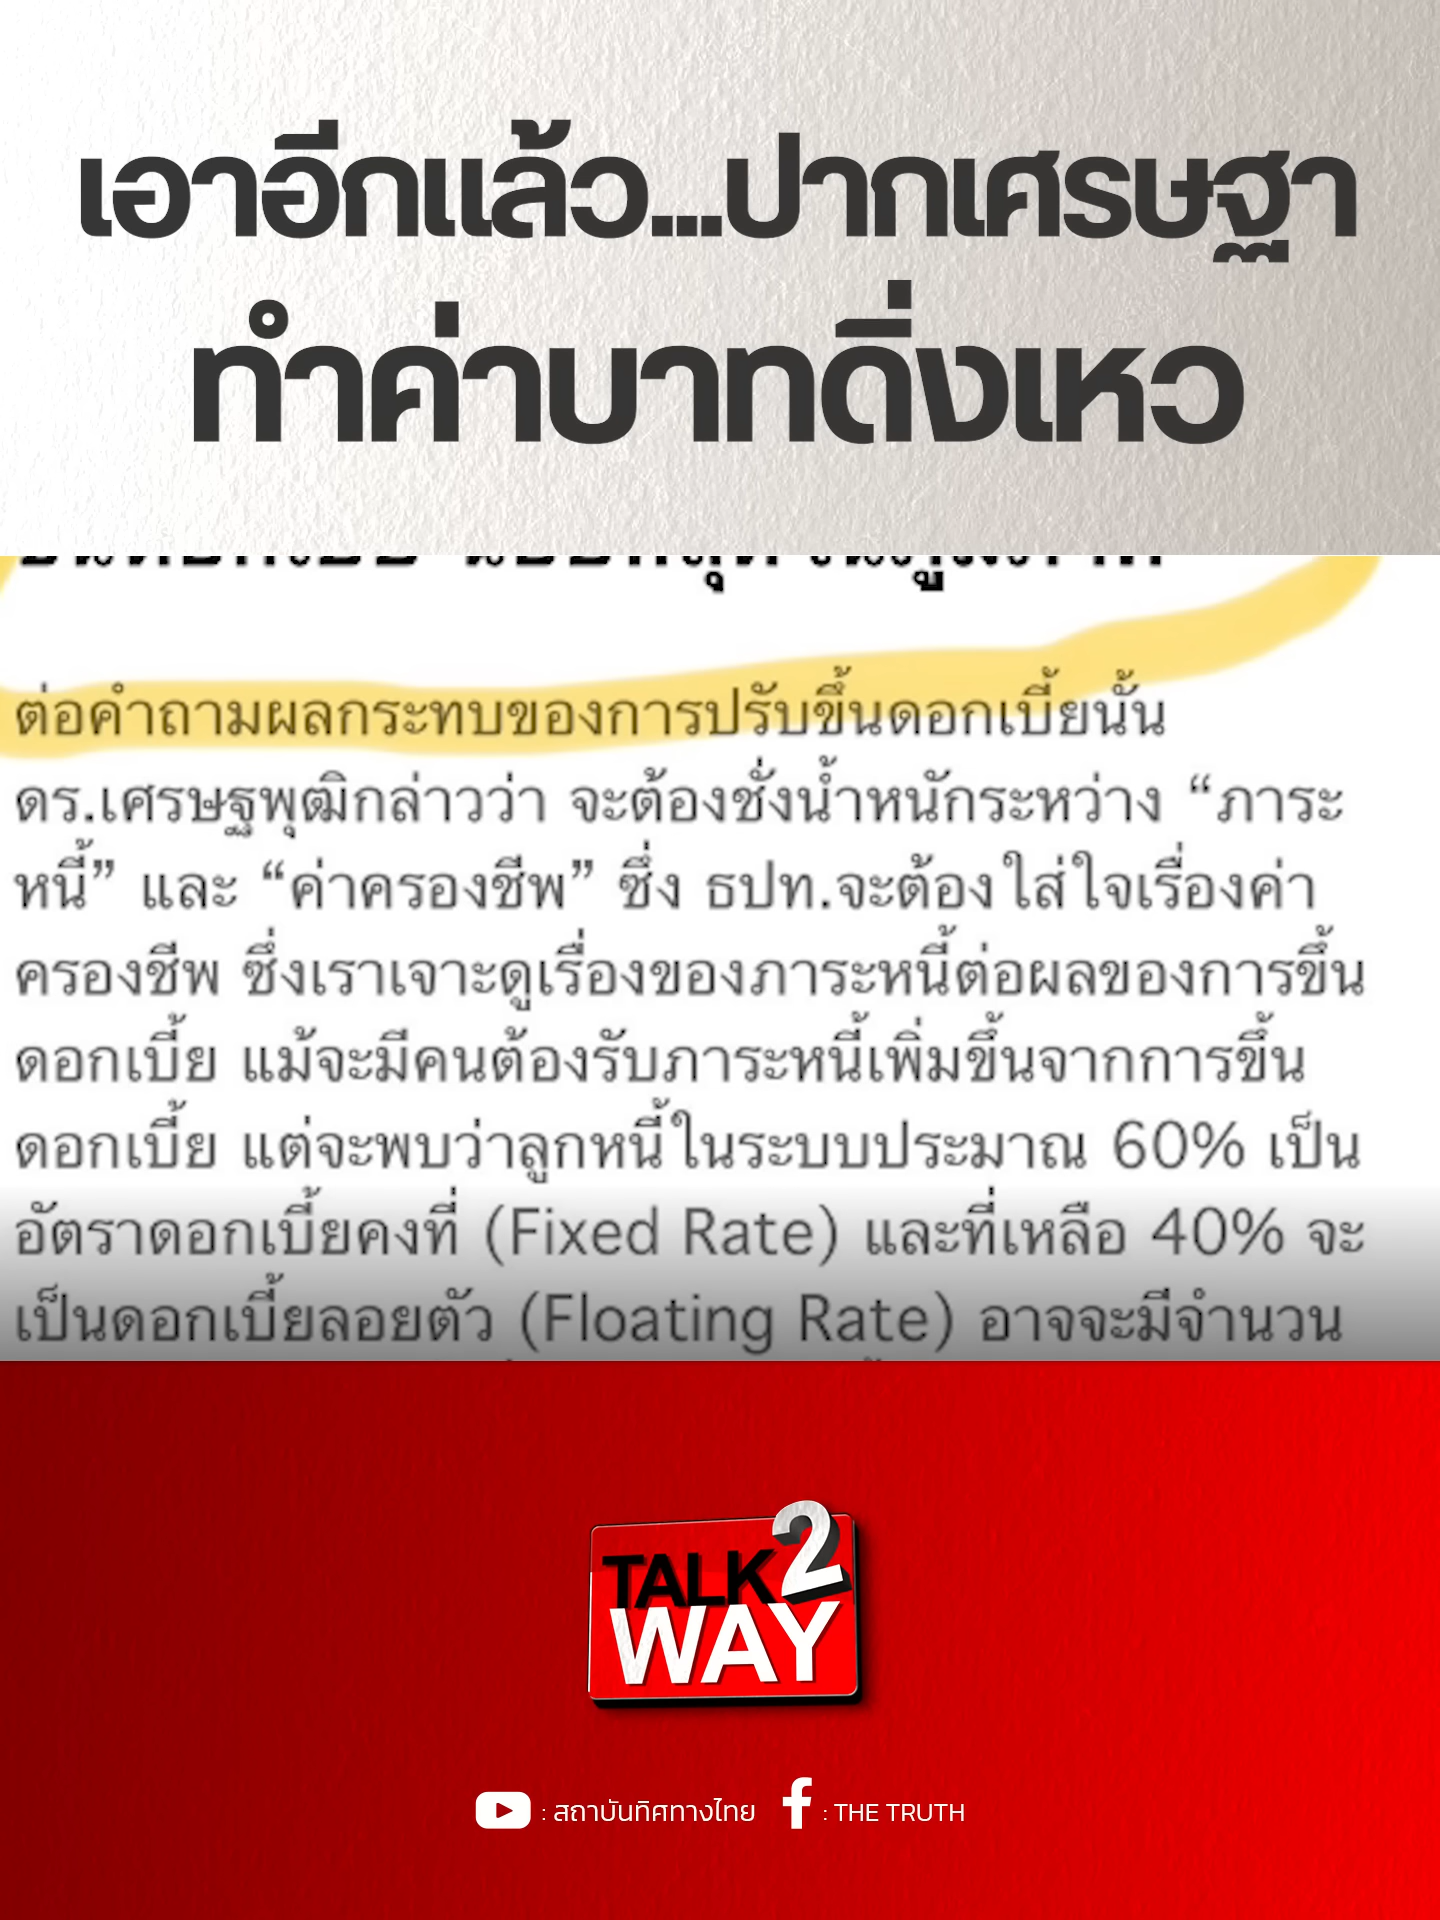 เอาอีกแล้ว...ปากเศรษฐา
ทำค่าบาทดิ่งเหว
ต่อคำถามผลกระทบของการปรับขึ้นดอกเบี้ยนั้น
ดร.เศรษฐพุฒิกล่าวว่า จะต้องชั่งน้ำหนักระหว่าง “ภาระ
หนี้” และ “ค่าครองชีพ” ซึ่ง ธปท.จะต้องใส่ใจเรื่องค่า
ครองชีพ ซึ่งเราเจาะดูเรื่องของภาระหนี้ต่อผลของการขึ้น
ดอกเบี้ย แม้จะมีคนต้องรับภาระหนี้เพิ่มขึ้นจากการขึ้น
ดอกเบี้ย แต่จะพบว่าลูกหนี้ในระบบประมาณ 60% เป็น
อัตราดอกเบี้ยคงที่ (Fixed Rate) และที่เหลือ 40% จะ
เป็นดอกเบี้ยลอยตัว (Floating Rate) อาจจะมีจำนวน
TALK 2
WAY
: สถาบันทิศทางไทย : THE TRUTH